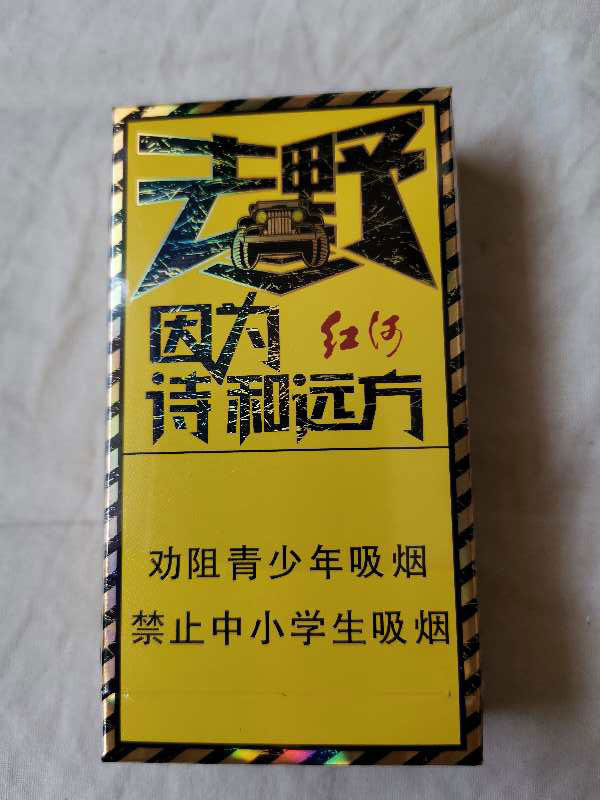 去野
因为
红河
诗和远方
劝阻青少年吸烟
禁止中小学生吸烟